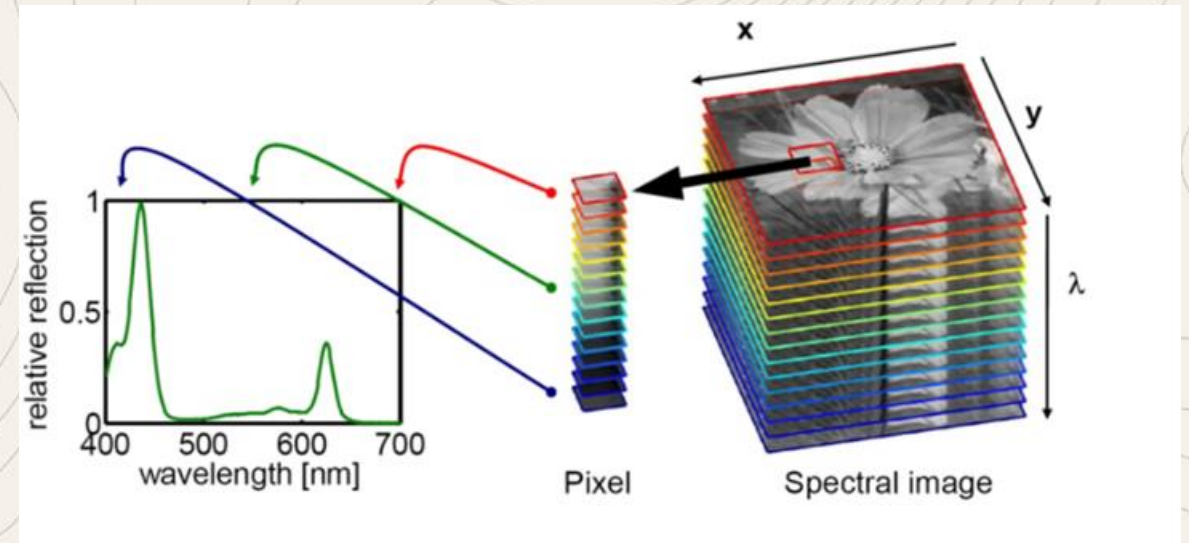 x
y
λ
relative reflection
1
0.5
0
400 500 600 700
wavelength [nm]
Pixel
Spectral image